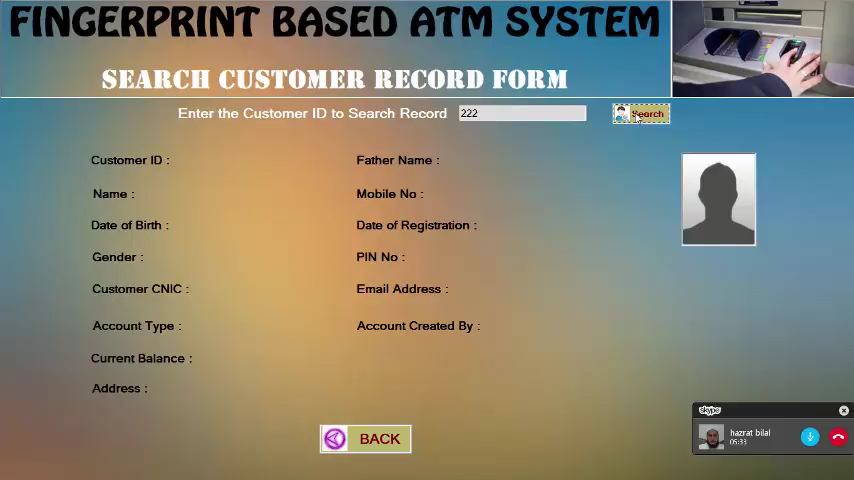 FINGERPRINT BASED ATM SYSTEM
SEARCH CUSTOMER RECORD FORM
Enter the Customer ID to Search Record 222 Search
Customer ID : Father Name :
Name : Mobile No :
Date of Birth : Date of Registration :
Gender : PIN No :
Customer CNIC : Email Address :
Account Type : Account Created By :
Current Balance :
Address :
BACK
skype
hazrat bilal
05:33